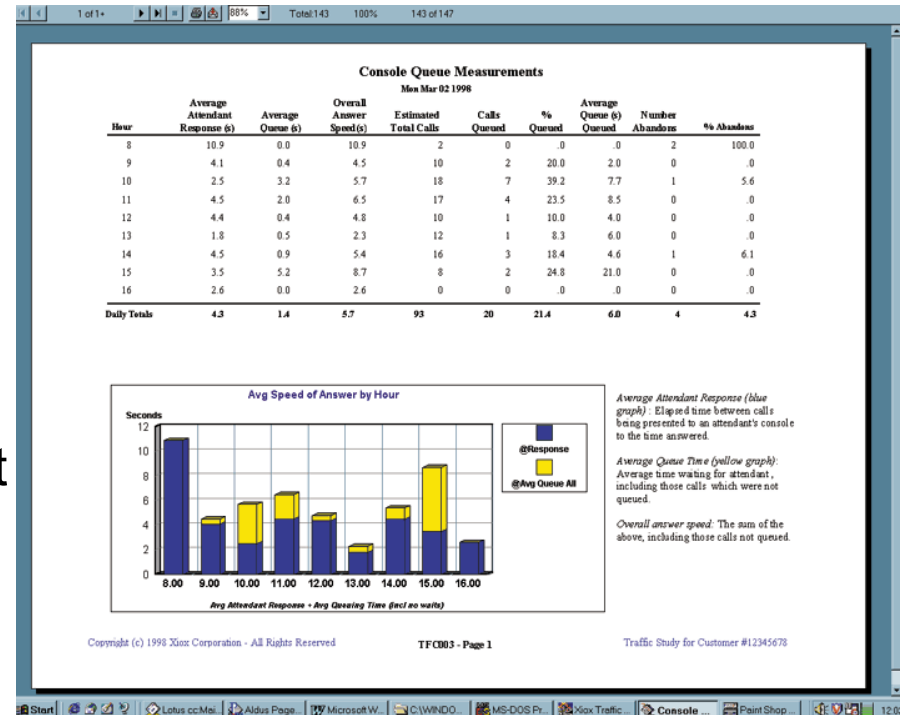 1 of 1+ 88% Total:143 100% 143 of 147
Console Queue Measurements
Mon Mar 02 1998
Hour Average Attendant Response (s) Average Queue (s) Overall Answer Speed(s) Estimated Total Calls Calls Queued % Queued Average Queue (s) Queued Number Abandons % Abandons
8 10.9 0.0 10.9 2 0 .0 .0 2 100.0
9 4.1 0.4 4.5 10 2 20.0 2.0 0 .0
10 2.5 3.2 5.7 18 7 39.2 7.7 1 5.6
11 4.5 2.0 6.5 17 4 23.5 8.5 0 .0
12 4.4 0.4 4.8 10 1 10.0 4.0 0 .0
13 1.8 0.5 2.3 12 1 8.3 6.0 0 .0
14 4.5 0.9 5.4 16 3 18.4 4.6 1 6.1
15 3.5 5.2 8.7 8 2 24.8 21.0 0 .0
16 2.6 0.0 2.6 0 0 .0 .0 0 .0
Daily Totals 4.3 1.4 5.7 93 20 21.4 6.0 4 4.3
t
Avg Speed of Answer by Hour
Seconds
12
10
8
6
4
2
0
8.00 9.00 10.00 11.00 12.00 13.00 14.00 15.00 16.00
Avg Attendant Response + Avg Queuing Time (incl no waits)
@Response
@Avg Queue All
Average Attendant Response (blue
graph) : Elapsed time between calls
being presented to an attendant's console
to the time answered.
Average Queue Time (yellow graph):
Average time waiting for attendant ,
including those calls which were not
queued.
Overall answer speed: The sum of the
above, including those calls not queued.
Copyright (c) 1998 Xiox Corporation - All Rights Reserved
TFC003 - Page 1
Traffic Study for Customer #12345678
Start Lotus cc:Mai... Aldus Page... Microsoft W... C:\WINDO... MS-DOS Pr... Xiox Traffic ... Console ... Paint Shop ...